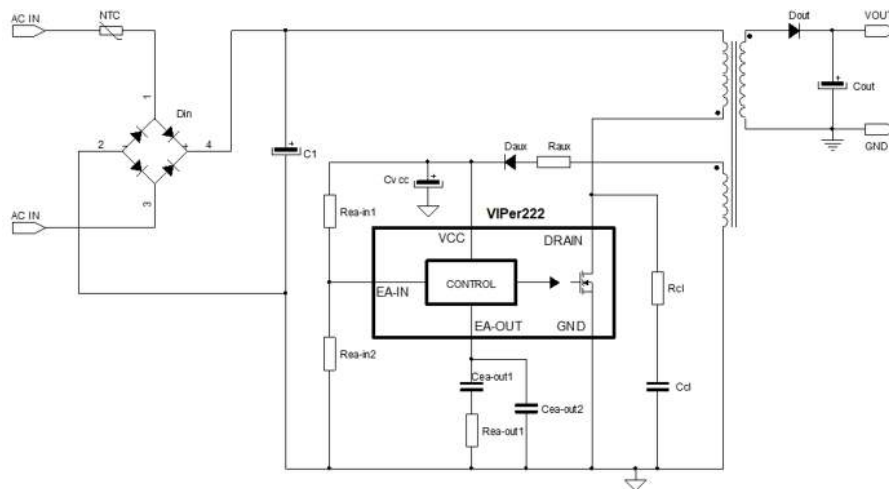 AC IN
NTC
Dout
VOUT
1
Din
Cout
2
4
C1
GND
Daux
Raux
Cvcc
3
AC IN
Rea-in1
VIPer222
VCC
DRAIN
CONTROL
Rcl
EA-IN
EA-OUT
GND
Rea-in2
Cea-out1
Ccl
Cea-out2
Rea-out1